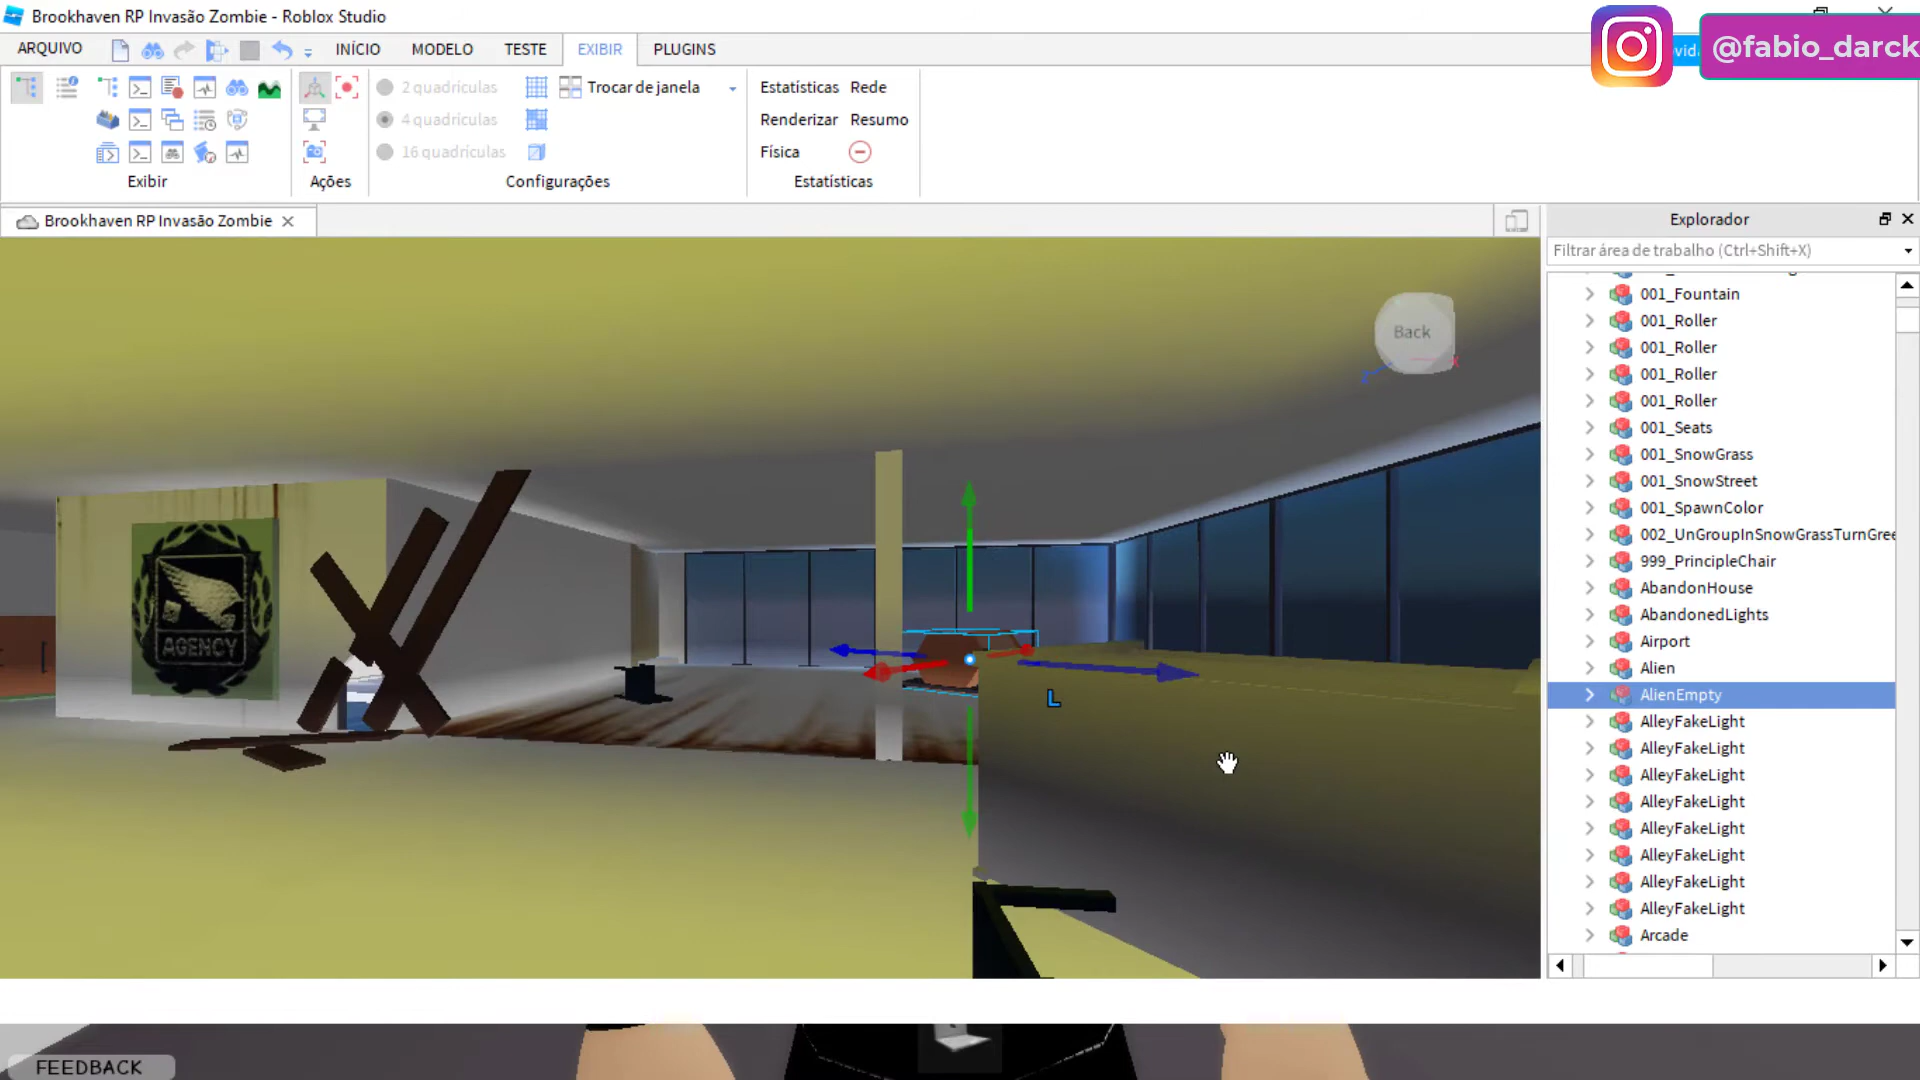 Brookhaven RP Invasão Zombie - Roblox Studio
@fabio_darck
ARQUIVO
INÍCIO
MODELO
TESTE
EXIBIR
PLUGINS
2 quadrículas
Trocar de janela
Estatísticas
Rede
4 quadrículas
Renderizar
Resumo
16 quadrículas
Física
Exibir
Ações
Configurações
Estatísticas
Brookhaven RP Invasão Zombie
Explorador
Filtrar área de trabalho (Ctrl+Shift+X)
Back
X
Z
AGENCY
L
001_Fountain
001_Roller
001_Roller
001_Roller
001_Roller
001_Seats
001_SnowGrass
001_SnowStreet
001_SpawnColor
002_UnGroupInSnowGrassTurnGree
999_PrincipleChair
AbandonHouse
AbandonedLights
Airport
Alien
AlienEmpty
AlleyFakeLight
AlleyFakeLight
AlleyFakeLight
AlleyFakeLight
AlleyFakeLight
AlleyFakeLight
AlleyFakeLight
AlleyFakeLight
Arcade
FEEDBACK